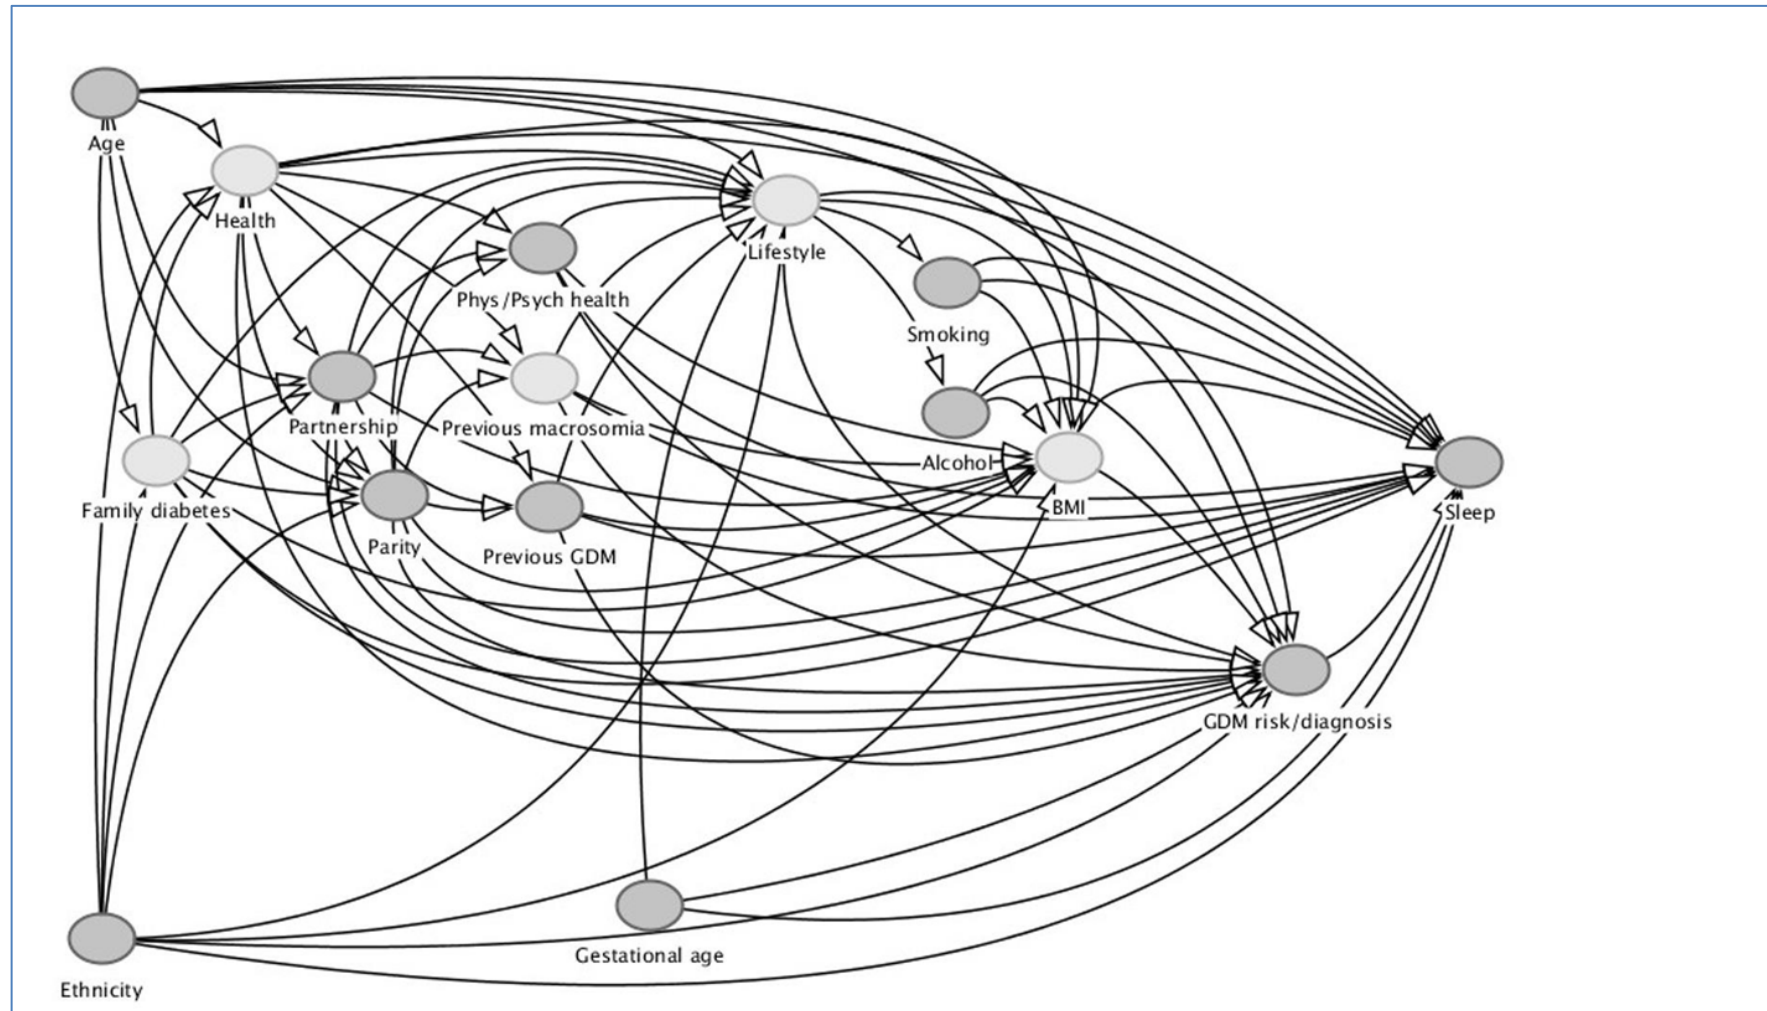 Age
Health
Lifestyle
Phys/Psych health
Smoking
Partnership
Previous macrosomia
Alcohol
BMI
Sleep
Family diabetes
Parity
Previous GDM
GDM risk/diagnosis
Gestational age
Ethnicity